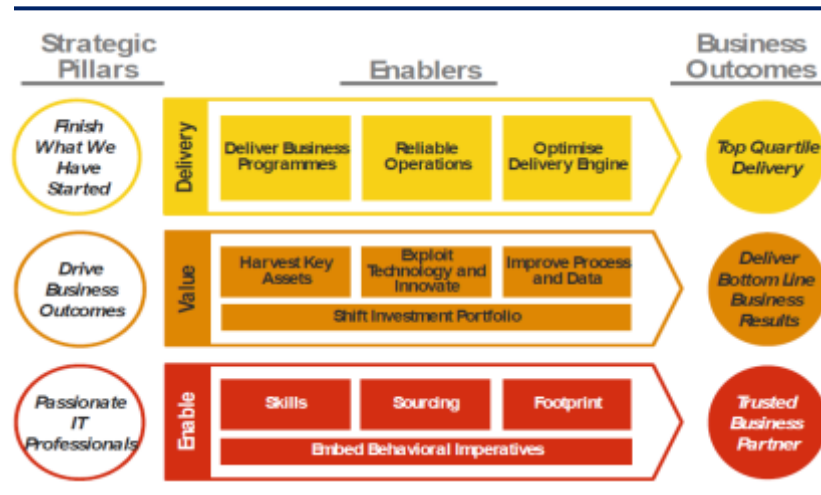 Strategic
Pillars
Enablers
Business
Outcomes
Finish
What We
Have
Started
Delivery
Deliver Business
Programmes
Reliable
Operations
Optimise
Delivery Engine
Top Quartile
Delivery
Drive
Business
Outcomes
Value
Harvest Key
Assets
Exploit
Technology and
Innovate
Improve Process
and Data
Shift Investment Portfolio
Deliver
Bottom Line
Business
Results
Passionate
IT
Professionals
Enable
Skills
Sourcing
Footprint
Embed Behavioral Imperatives
Trusted
Business
Partner